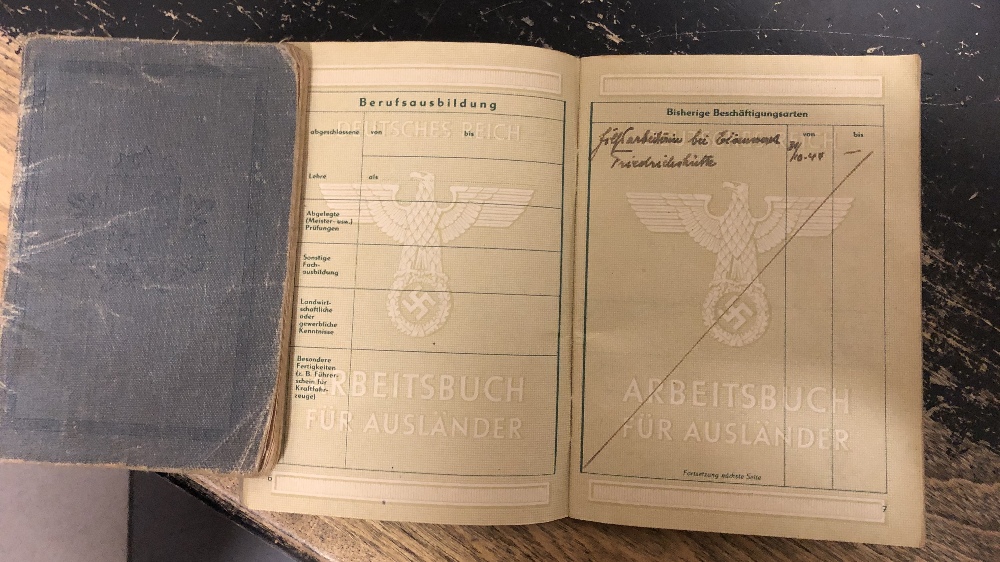 Berufsausbildung
DEUTSCHES REICH
abgeschlossene von bis
Lehre als
Abgelegte
(Meister- usw.)
Prüfungen
Sonstige
Fach-
ausbildung
Landwirt-
schaftliche
oder
gewerbliche
Kenntnisse
Besondere
Fertigkeiten
(z. B. Führer-
schein für
Kraftfahr-
zeuge)
ARBEITSBUCH
FÜR AUSLÄNDER
6
Bisherige Beschäftigungsarten
von bis
Hilfsarbeiterin bei
Friedrichshütte
ARBEITSBUCH
FÜR AUSLÄNDER
Fortsetzung nächste Seite
7